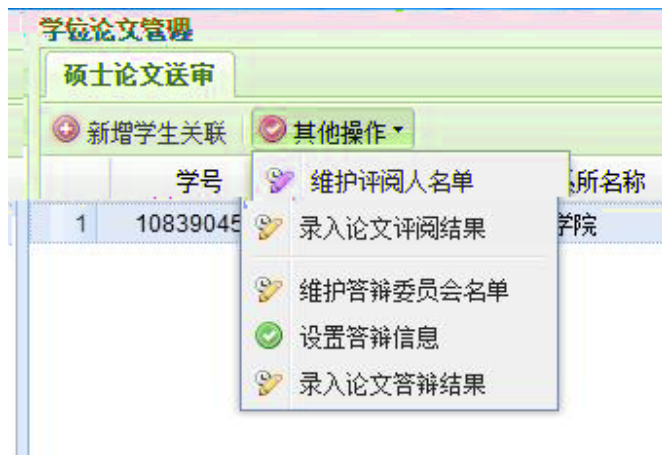 学位论文管理
硕士论文送审
新增学生关联 其他操作
学号 维护评阅人名单 所名称
1 10839045 录入论文评阅结果 学院
维护答辩委员会名单
设置答辩信息
录入论文答辩结果